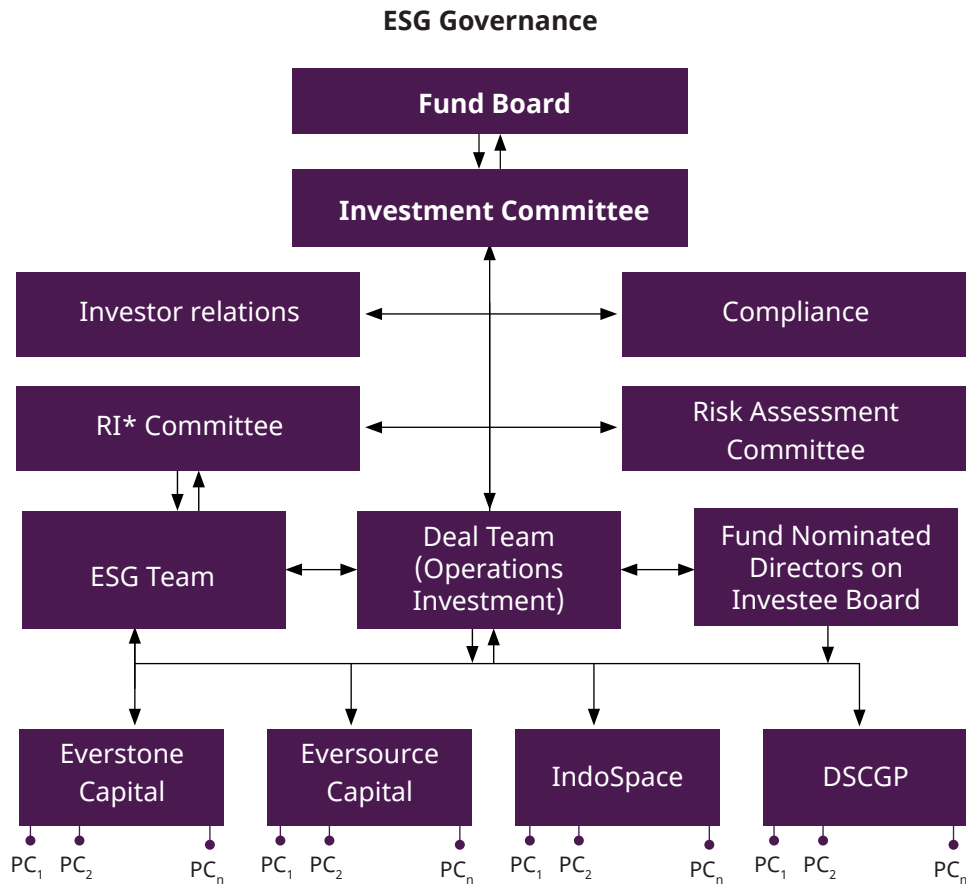 ESG Governance
Fund Board
Investment Committee
Investor relations
Compliance
RI* Committee
Risk Assessment
Committee
ESG Team
Deal Team
(Operations
Investment)
Fund Nominated
Directors on
Investee Board
Everstone
Capital
Eversource
Capital
IndoSpace
DSCGP
PC₁ PC₂ PCₙ
PC₁ PC₂ PCₙ
PC₁ PC₂ PCₙ
PC₁ PC₂ PCₙ